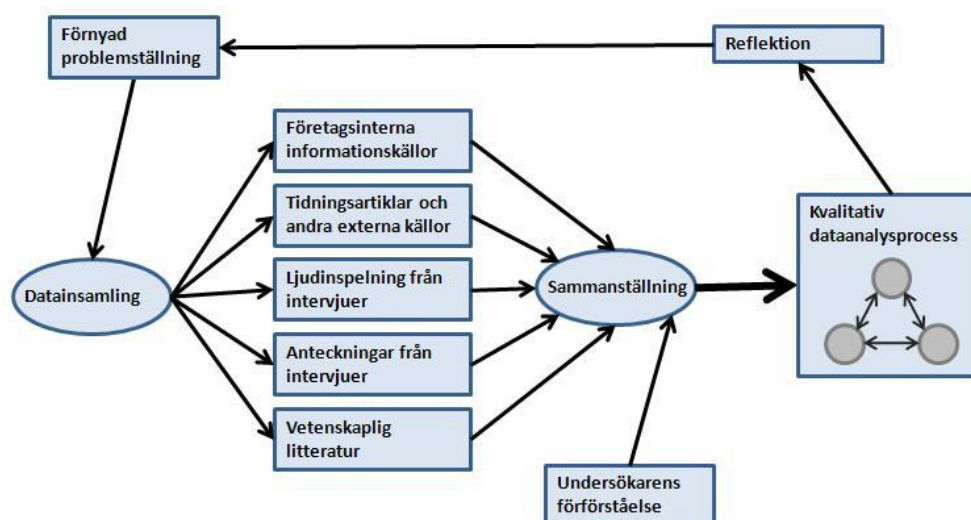 Förnyad
problemställning
Reflektion
Företagsinterna
informationskällor
Tidningsartiklar och
andra externa källor
Ljudinspelning från
intervjuer
Anteckningar från
intervjuer
Vetenskaplig
litteratur
Datainsamling
Sammanställning
Kvalitativ
dataanalysprocess
Undersökarens
förförståelse